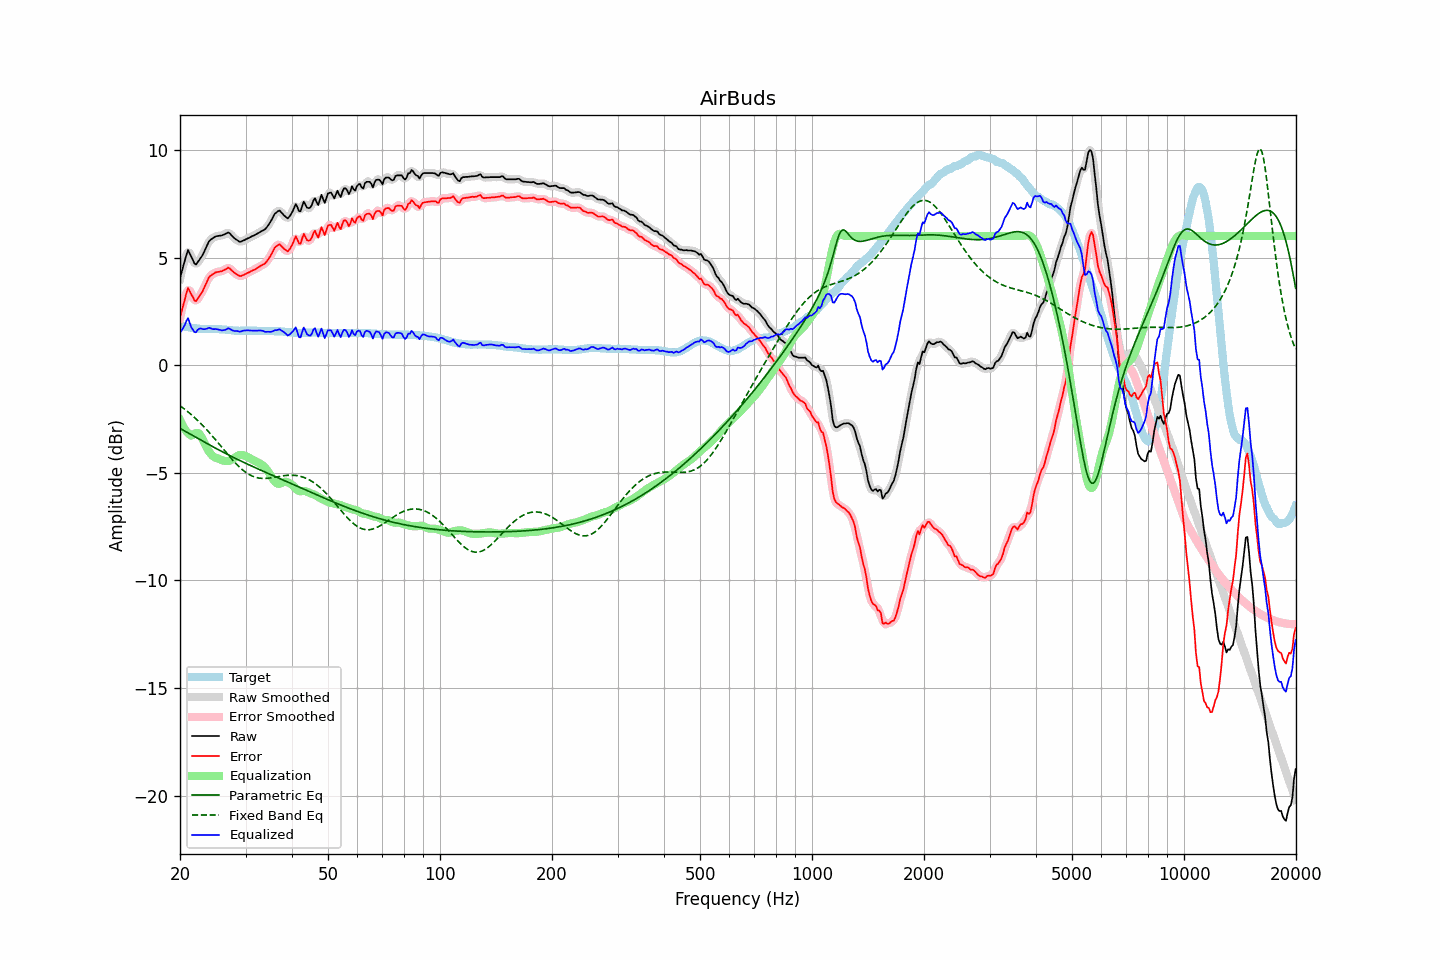 AirBuds
Amplitude (dBr)
10
5
0
−5
−10
−15
−20
Target
Raw Smoothed
Error Smoothed
Raw
Error
Equalization
Parametric Eq
Fixed Band Eq
Equalized
20 50 100 200 500 1000 2000 5000 10000 20000
Frequency (Hz)